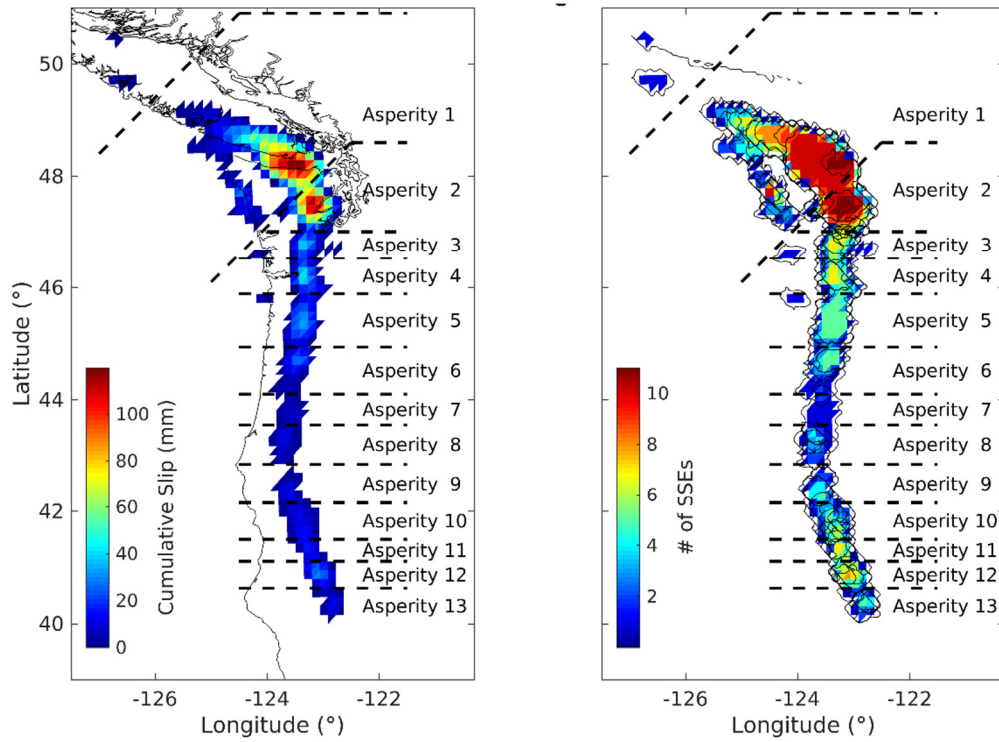 50
48
46
44
42
40
Latitude (°)
-126
-124
-122
Longitude (°)
100
80
60
40
20
0
Cumulative Slip (mm)
Asperity 1
Asperity 2
Asperity 3
Asperity 4
Asperity 5
Asperity 6
Asperity 7
Asperity 8
Asperity 9
Asperity 10
Asperity 11
Asperity 12
Asperity 13
10
8
6
4
2
# of SSEs
Asperity 1
Asperity 2
Asperity 3
Asperity 4
Asperity 5
Asperity 6
Asperity 7
Asperity 8
Asperity 9
Asperity 10
Asperity 11
Asperity 12
Asperity 13
-126
-124
-122
Longitude (°)